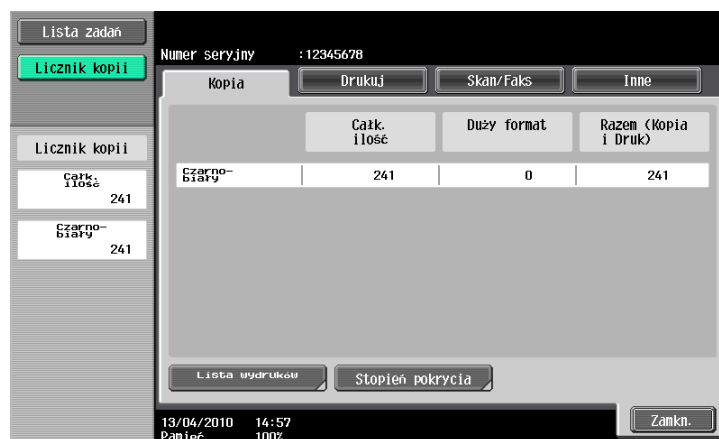 Lista zadań
Licznik kopii
Numer seryjny :12345678
Kopia Drukuj Skan/Faks Inne
Całk. ilość Duży format Razem (Kopia i Druk)
Licznik kopii
Całk. ilość
241
Czarno-biały 241 0 241
Czarno-biały
241
Lista wydruków Stopień pokrycia
13/04/2010 14:57
Pamięć 100%
Zamkn.